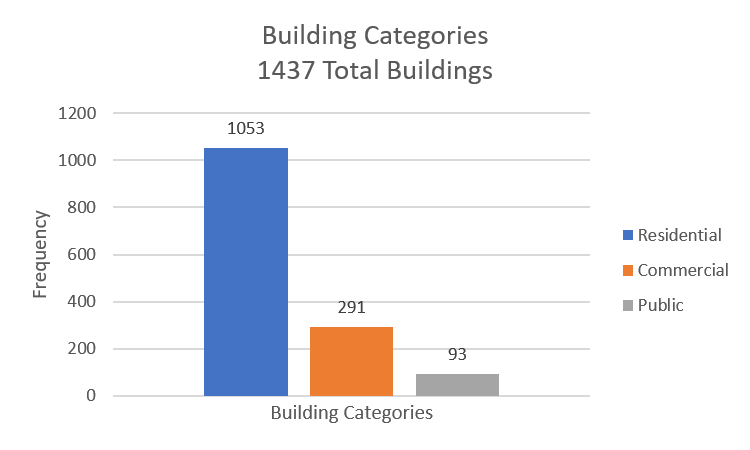 Building Categories
1437 Total Buildings
1200
1000
800
600
400
200
0
Frequency
1053
291
93
Building Categories
Residential
Commercial
Public